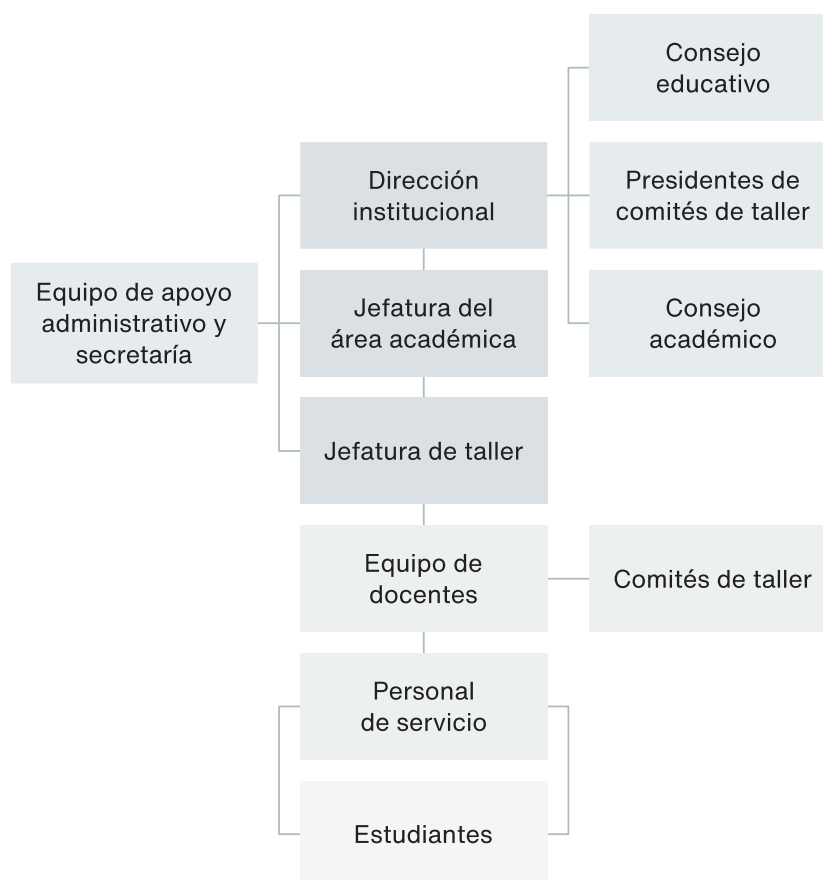 Consejo
educativo
Dirección
institucional
Presidentes de
comités de taller
Equipo de apoyo
administrativo y
secretaría
Jefatura del
área académica
Consejo
académico
Jefatura de taller
Equipo de
docentes
Comités de taller
Personal
de servicio
Estudiantes